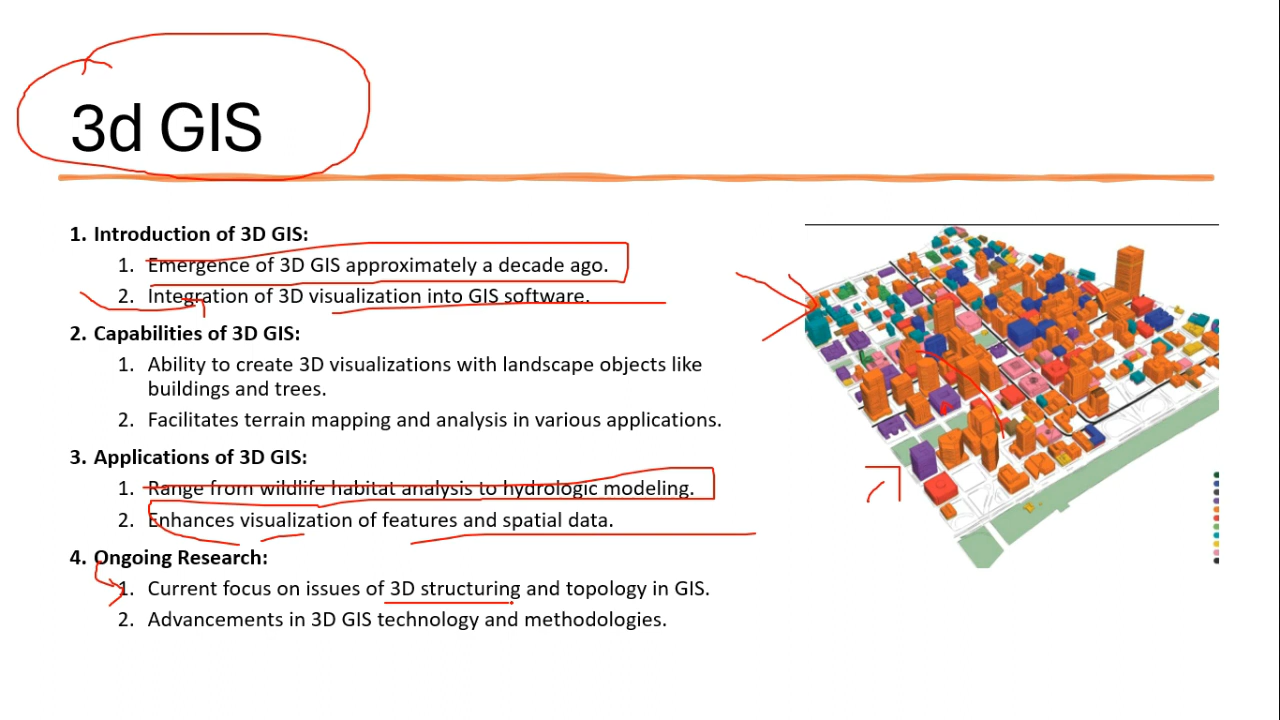 3d GIS
1. Introduction of 3D GIS:
1. Emergence of 3D GIS approximately a decade ago.
2. Integration of 3D visualization into GIS software.
2. Capabilities of 3D GIS:
1. Ability to create 3D visualizations with landscape objects like
buildings and trees.
2. Facilitates terrain mapping and analysis in various applications.
3. Applications of 3D GIS:
1. Range from wildlife habitat analysis to hydrologic modeling.
2. Enhances visualization of features and spatial data.
4. Ongoing Research:
1. Current focus on issues of 3D structuring and topology in GIS.
2. Advancements in 3D GIS technology and methodologies.